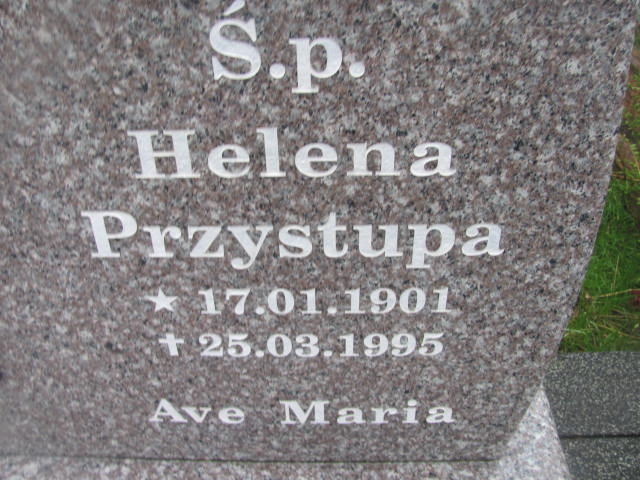 Ś.p.
Helena
Przystupa
★ 17.01.1901
✝ 25.03.1995
Ave Maria